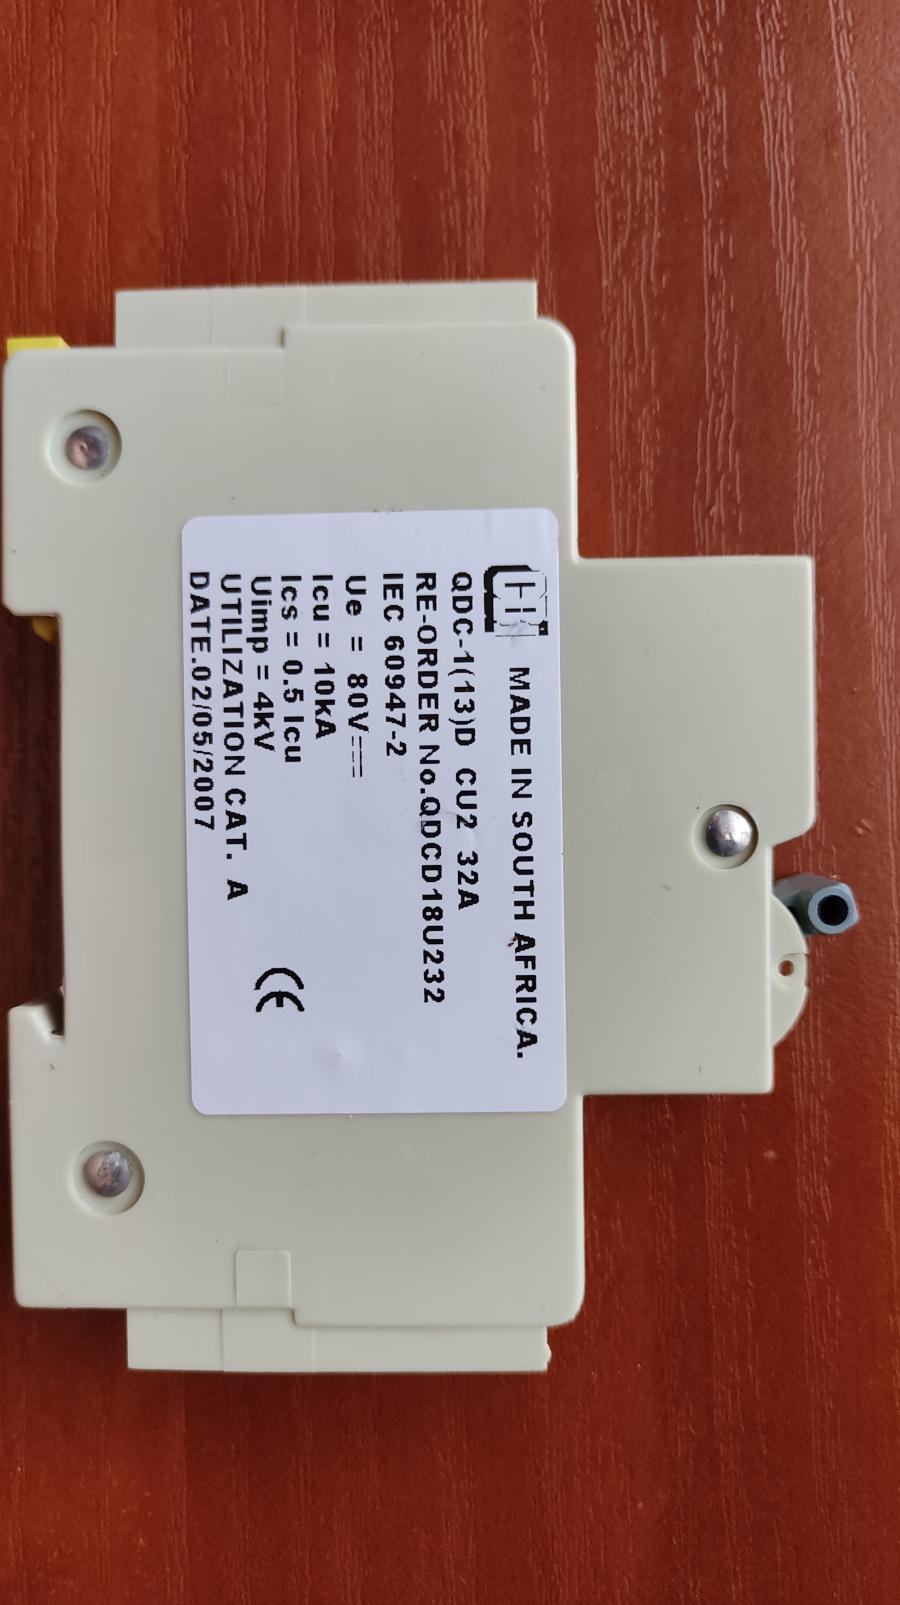 MADE IN SOUTH AFRICA.
QDC-1(13)D CU2 32A
RE-ORDER No.QDCD18U232
IEC 60947-2
Ue = 80V⎓
Icu = 10kA
Ics = 0.5 Icu
Uimp = 4kV
UTILIZATION CAT. A
DATE.02/05/2007
CE